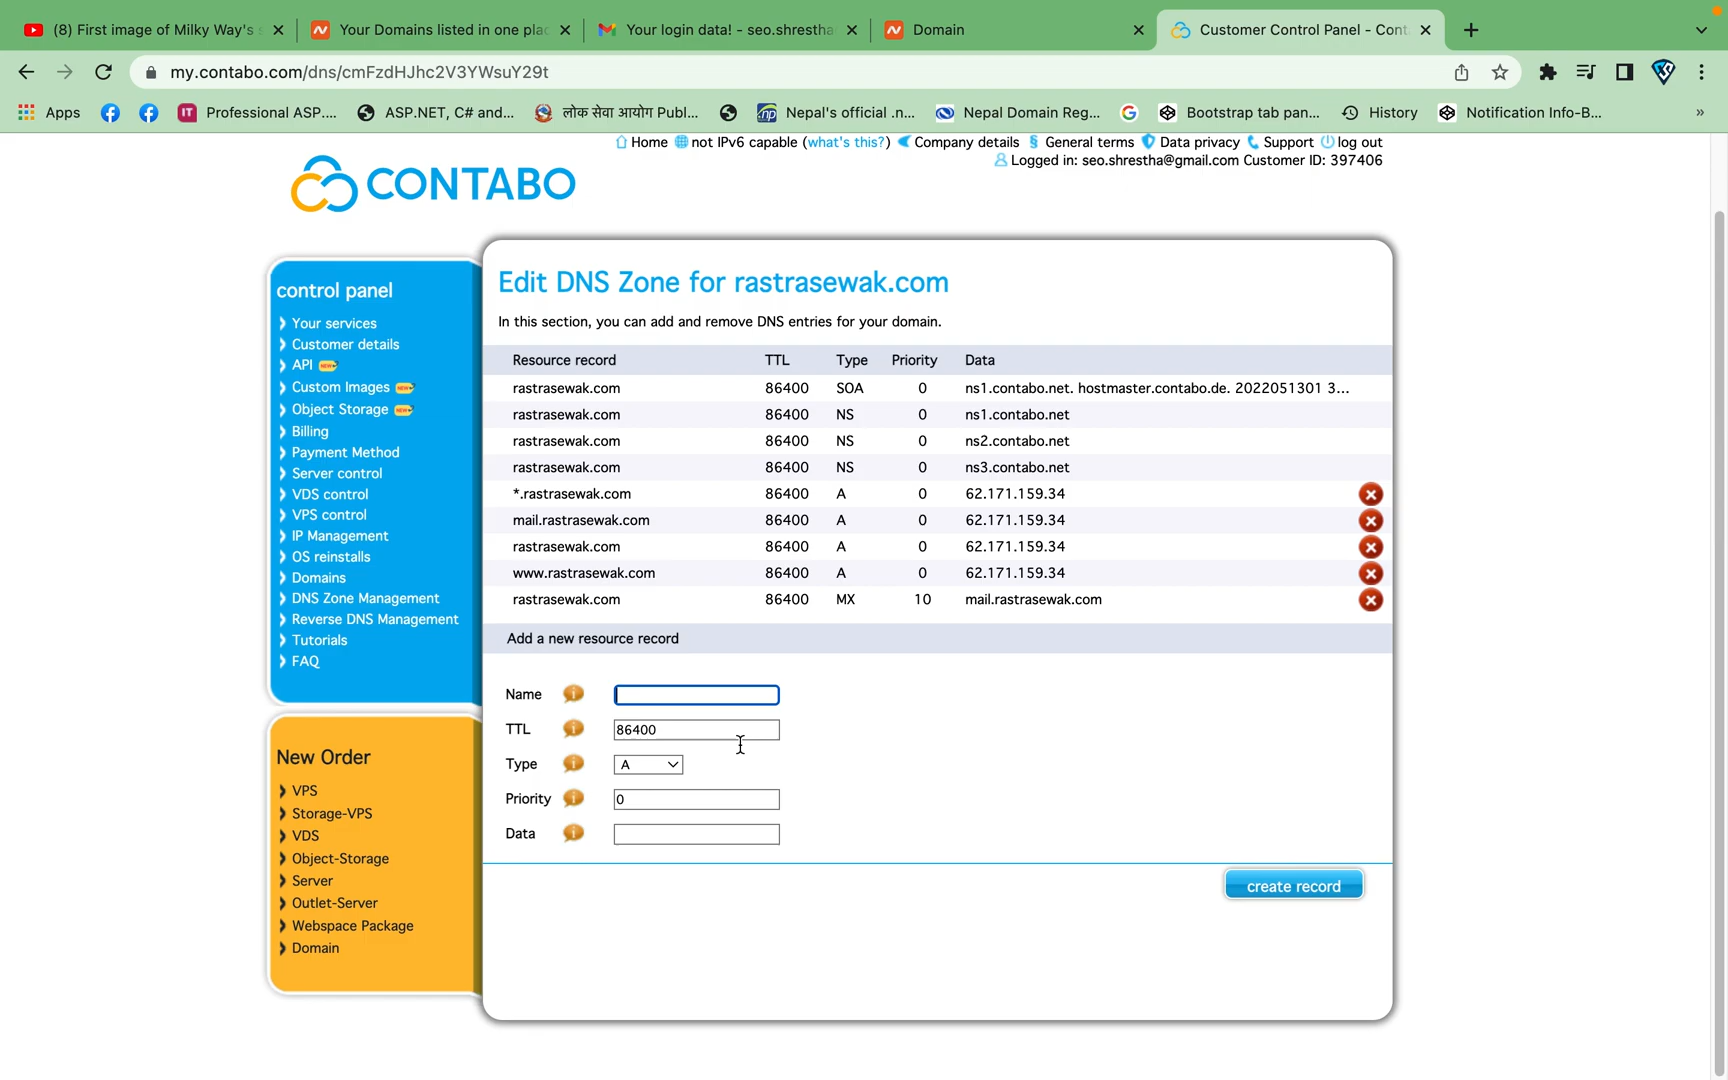 (8) First image of Milky Way's s
Your Domains listed in one plac
Your login data! - seo.shrestha
Domain
Customer Control Panel - Cont
my.contabo.com/dns/cmFzdHJhc2V3YWsuY29t
Apps
IT Professional ASP....
ASP.NET, C# and...
लोक सेवा आयोग Publ...
.np Nepal's official .n...
Nepal Domain Reg...
Bootstrap tab pan...
History
Notification Info-B...
»
Home not IPv6 capable (what's this?) Company details § General terms Data privacy Support log out
Logged in: seo.shrestha@gmail.com Customer ID: 397406
CONTABO
control panel
Your services
Customer details
API NEW
Custom Images NEW
Object Storage NEW
Billing
Payment Method
Server control
VDS control
VPS control
IP Management
OS reinstalls
Domains
DNS Zone Management
Reverse DNS Management
Tutorials
FAQ
New Order
VPS
Storage-VPS
VDS
Object-Storage
Server
Outlet-Server
Webspace Package
Domain
Edit DNS Zone for rastrasewak.com
In this section, you can add and remove DNS entries for your domain.
Resource record TTL Type Priority Data
rastrasewak.com 86400 SOA 0 ns1.contabo.net. hostmaster.contabo.de. 2022051301 3...
rastrasewak.com 86400 NS 0 ns1.contabo.net
rastrasewak.com 86400 NS 0 ns2.contabo.net
rastrasewak.com 86400 NS 0 ns3.contabo.net
*.rastrasewak.com 86400 A 0 62.171.159.34
mail.rastrasewak.com 86400 A 0 62.171.159.34
rastrasewak.com 86400 A 0 62.171.159.34
www.rastrasewak.com 86400 A 0 62.171.159.34
rastrasewak.com 86400 MX 10 mail.rastrasewak.com
Add a new resource record
Name
TTL 86400
Type A
Priority 0
Data
create record